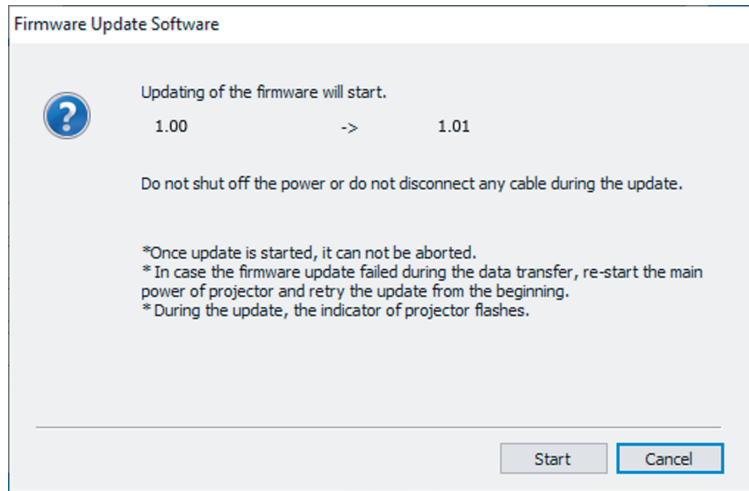 Firmware Update Software
Updating of the firmware will start.
1.00 -> 1.01
Do not shut off the power or do not disconnect any cable during the update.
*Once update is started, it can not be aborted.
* In case the firmware update failed during the data transfer, re-start the main
power of projector and retry the update from the beginning.
* During the update, the indicator of projector flashes.
Start Cancel